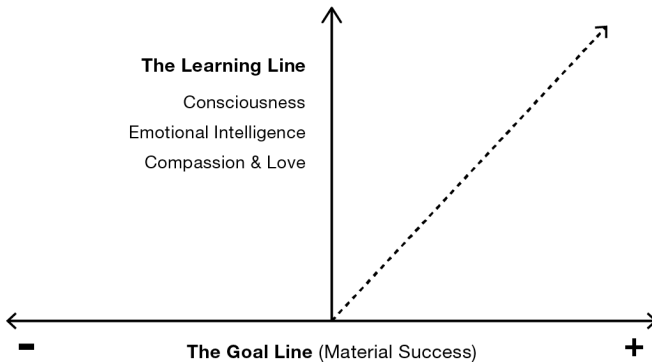 The Learning Line
Consciousness
Emotional Intelligence
Compassion & Love
- +
The Goal Line (Material Success)